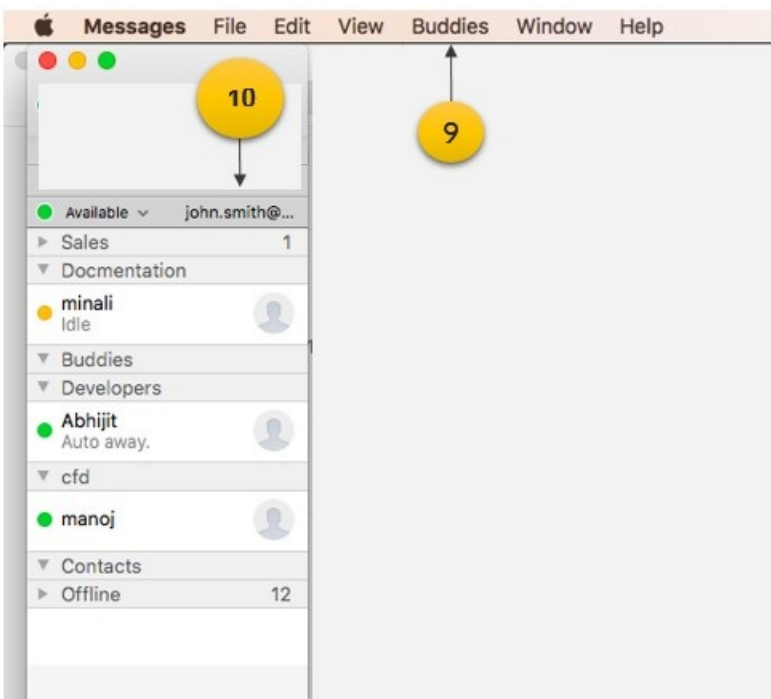 Messages File Edit View Buddies Window Help
10
9
Available john.smith@...
Sales 1
Docmentation
minali
Idle
1
Buddies
Developers
Abhijit
Auto away.
cfd
manoj
Contacts
Offline 12